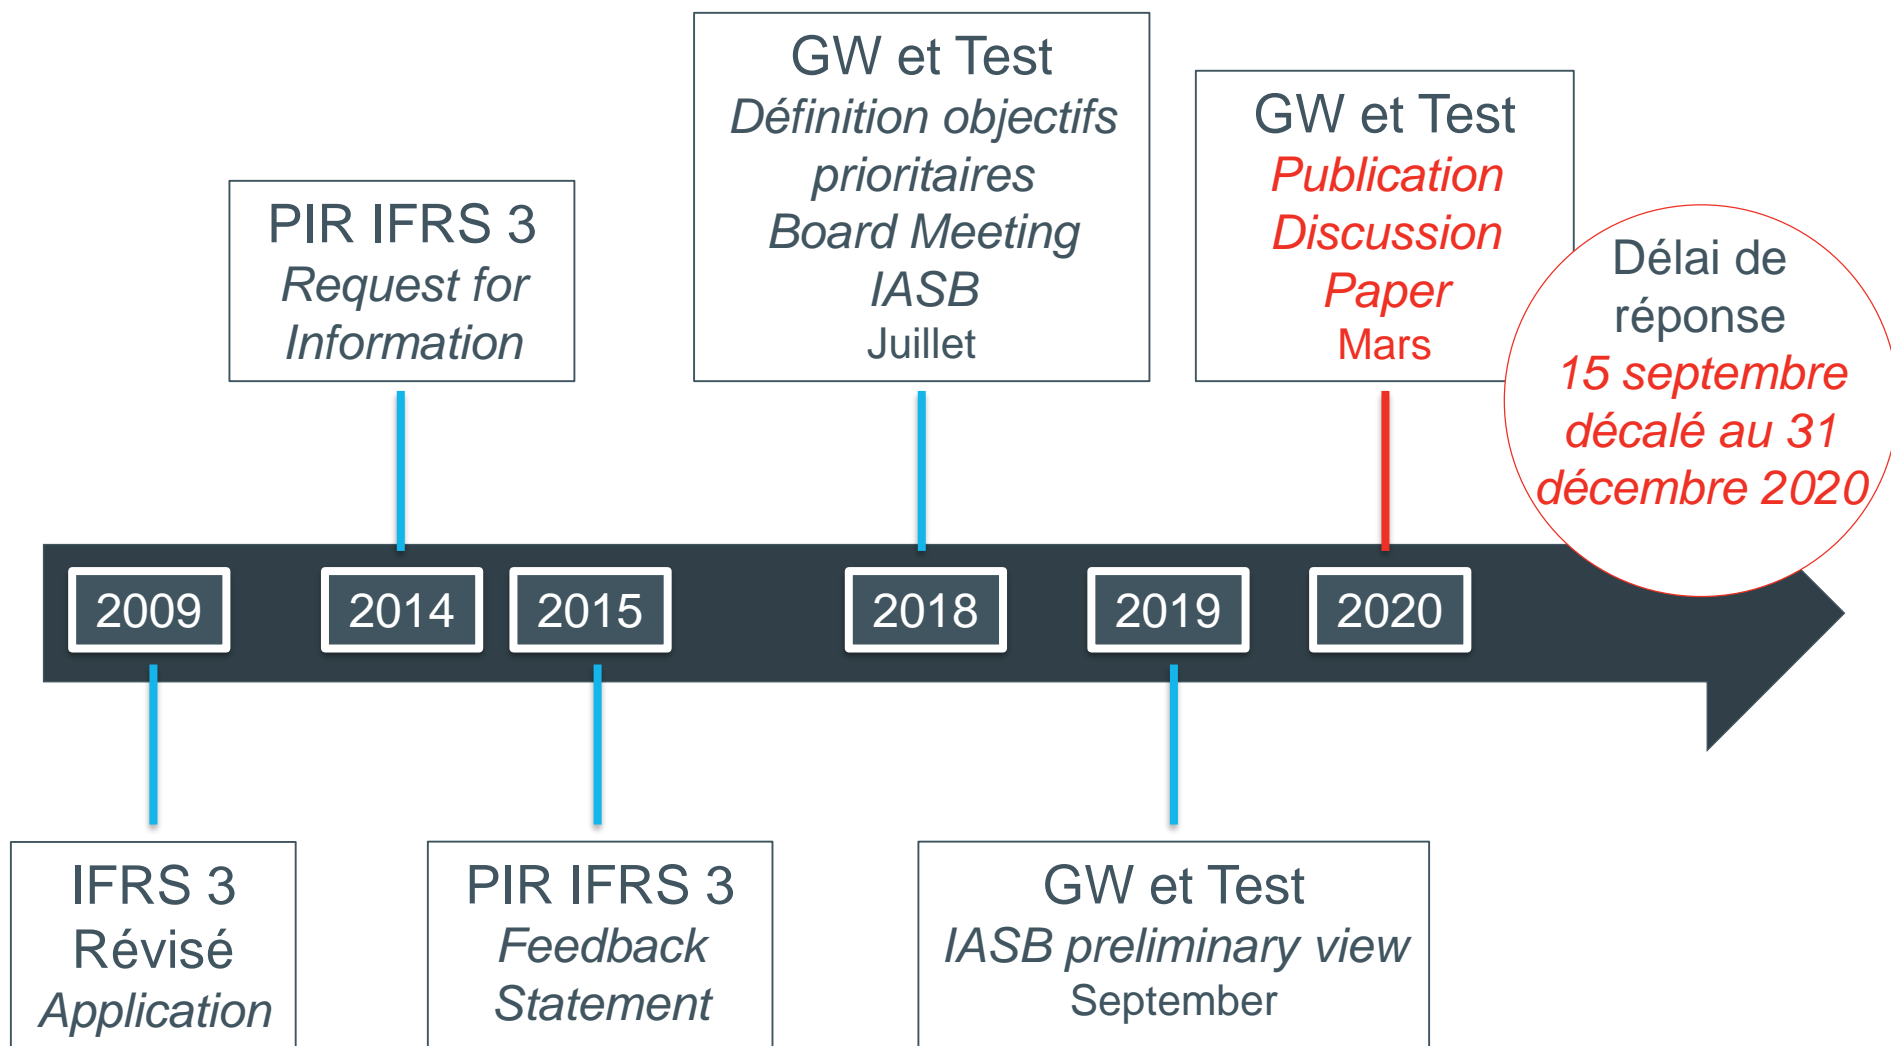 GW et Test
Définition objectifs
prioritaires
Board Meeting
IASB
Juillet
GW et Test
Publication
Discussion
Paper
Mars
PIR IFRS 3
Request for
Information
Délai de
réponse
15 septembre
décalé au 31
décembre 2020
2009
2014
2015
2018
2019
2020
IFRS 3
Révisé
Application
PIR IFRS 3
Feedback
Statement
GW et Test
IASB preliminary view
September